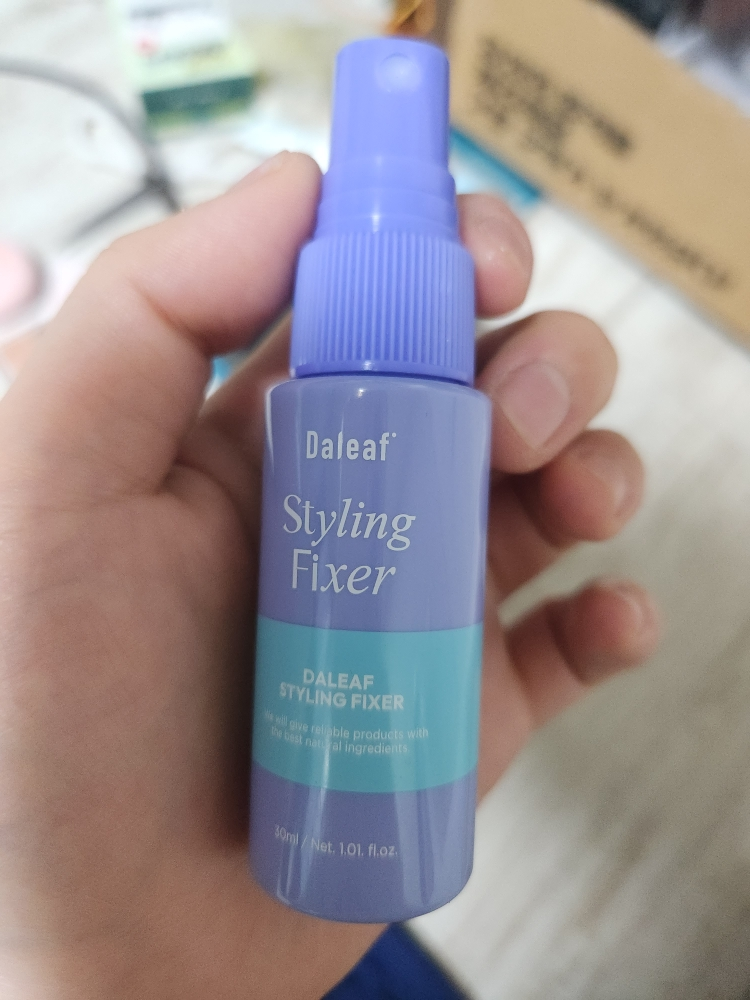 Daleaf
Styling
Fixer
DALEAF
STYLING FIXER
We will give reliable products with
the best natural ingredients
30ml / Net. 1.01. fl.oz.